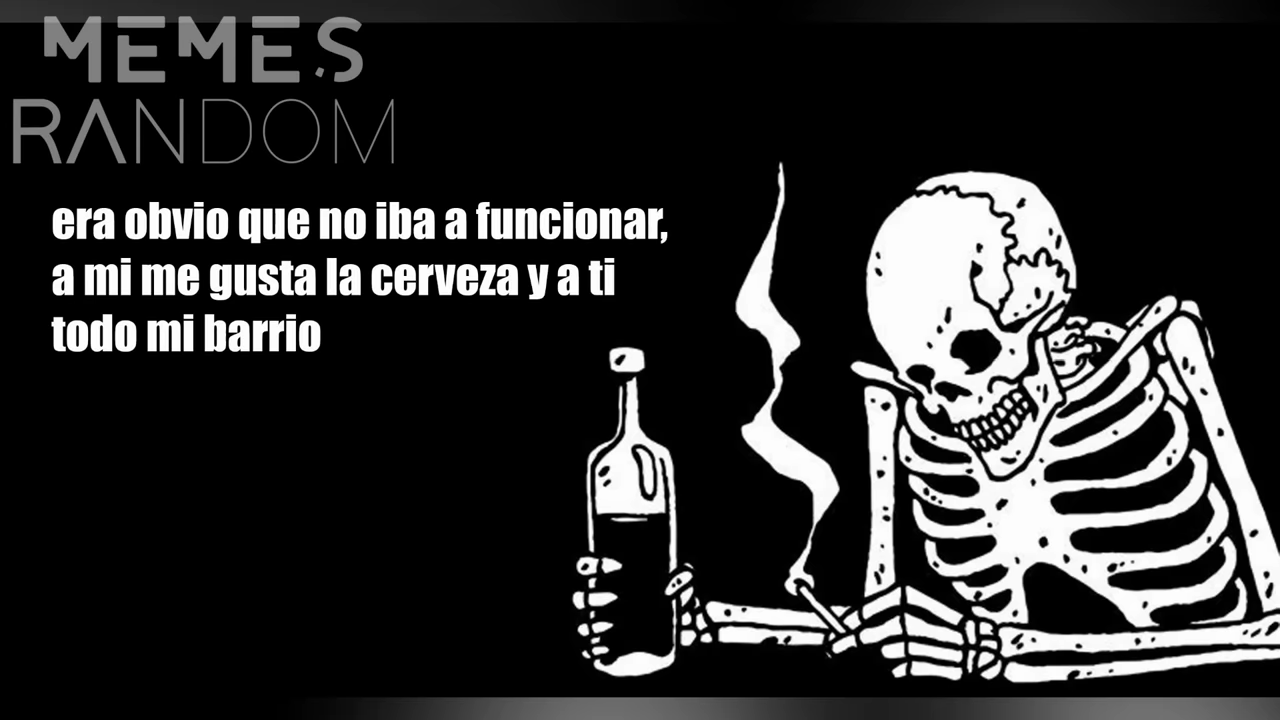 MEMES
RANDOM
era obvio que no iba a funcionar,
a mi me gusta la cerveza y a ti
todo mi barrio